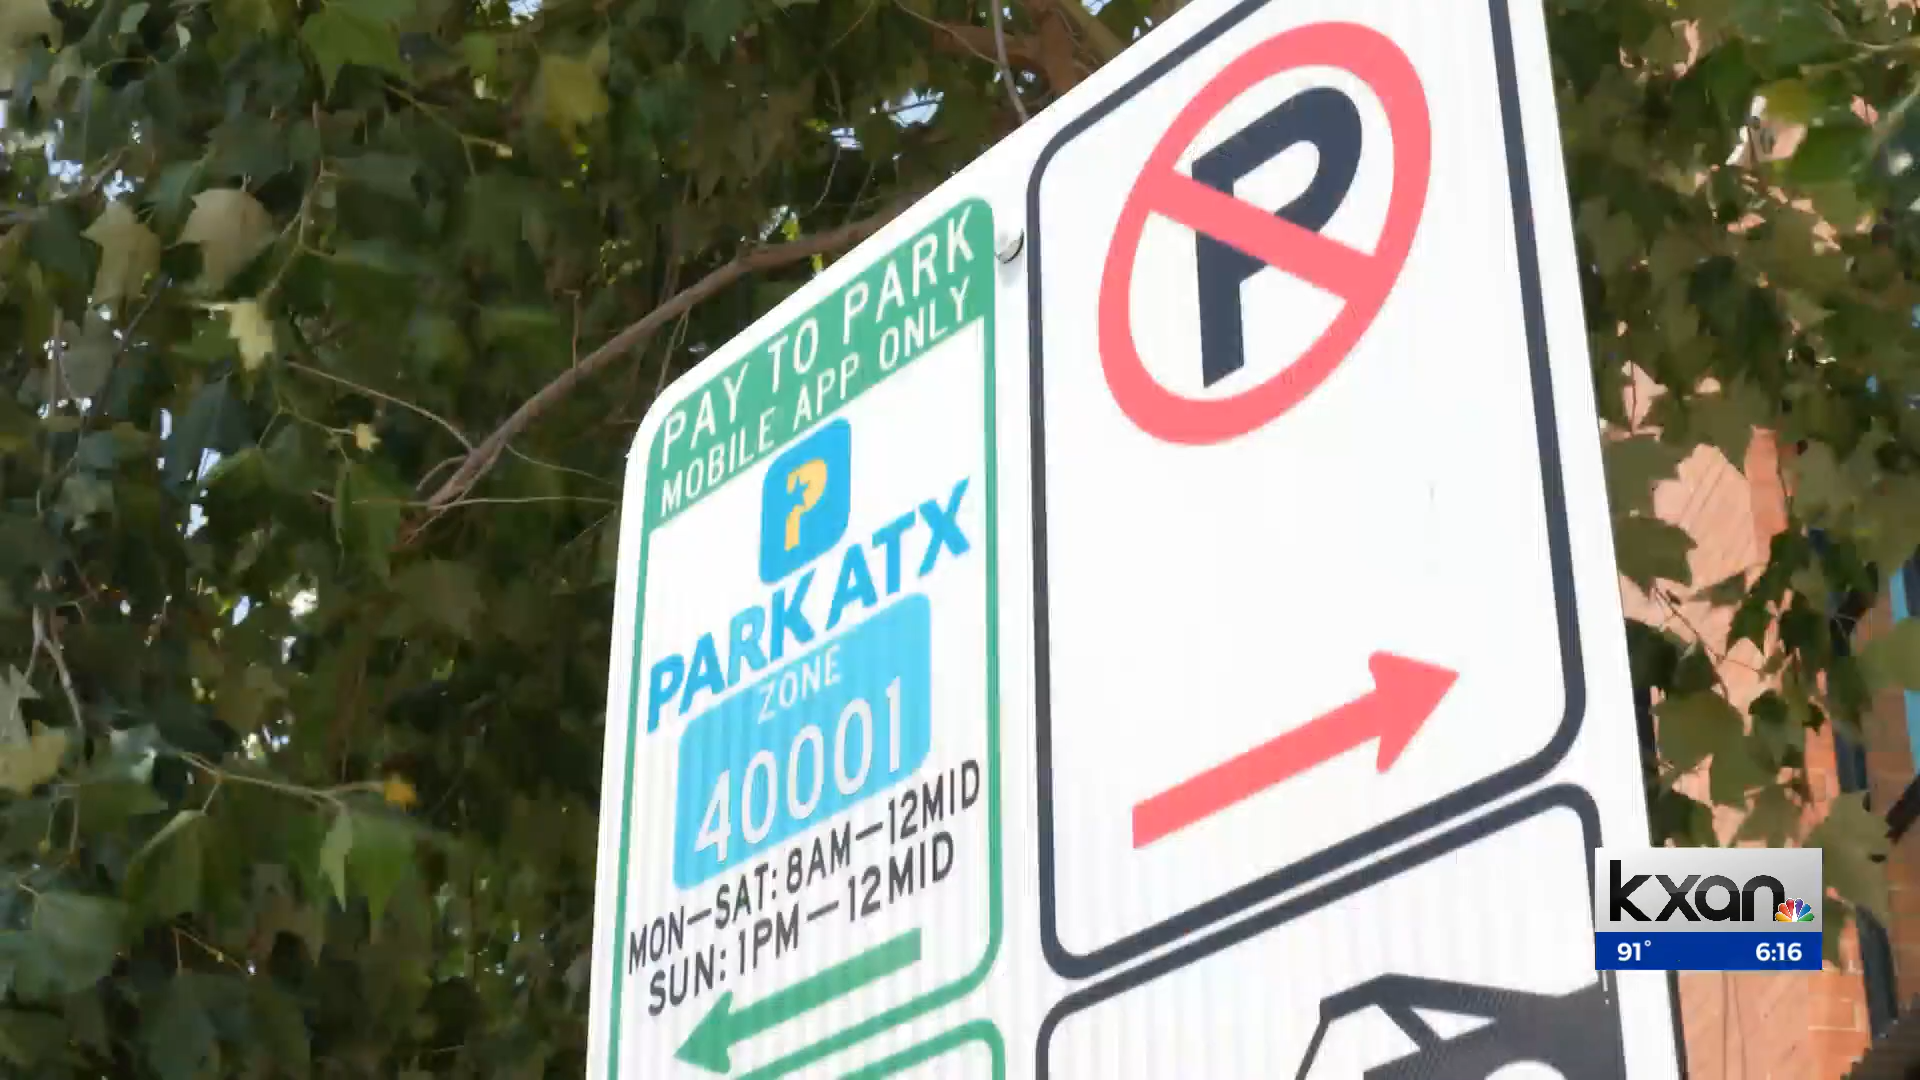 PAY TO PARK
MOBILE APP ONLY
P
PARK ATX
ZONE
40001
MON—SAT: 8AM—12MID
SUN: 1PM—12MID
P
kxan
91° 6:16